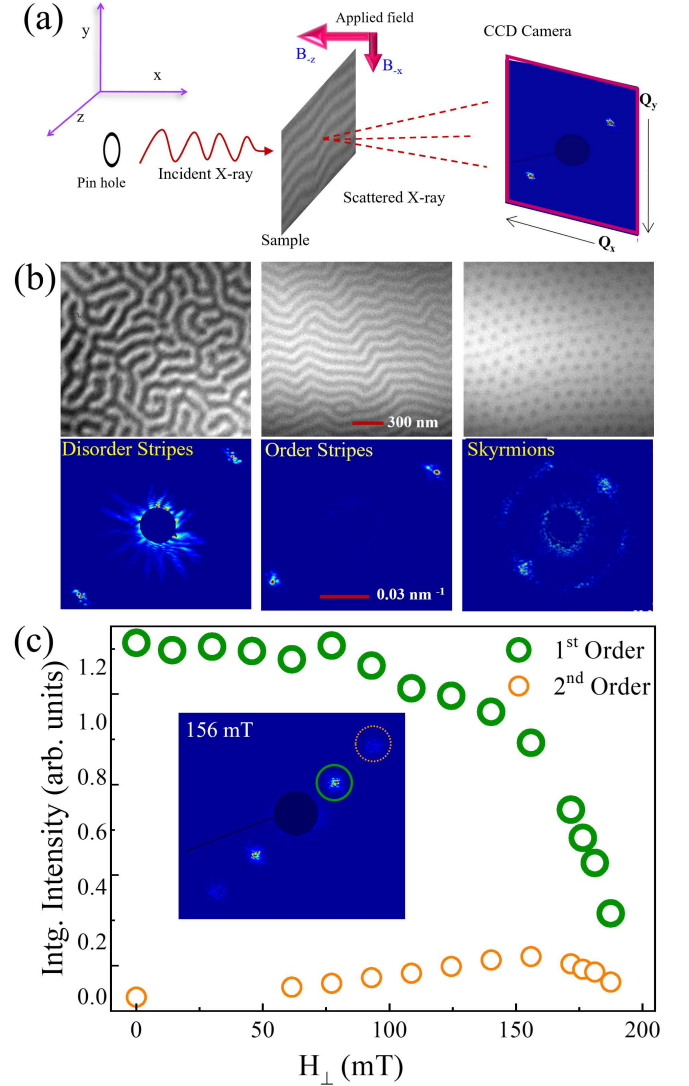 (a)
y
x
z
Pin hole
Incident X-ray
Applied field
B-z
B-x
Sample
Scattered X-ray
CCD Camera
Qy
Qx
(b)
300 nm
Disorder Stripes
Order Stripes
Skyrmions
0.03 nm -1
(c)
Intg. Intensity (arb. units)
1.2
1.0
0.8
0.6
0.4
0.2
0.0
1st Order
2nd Order
156 mT
0
50
100
150
200
H⊥ (mT)